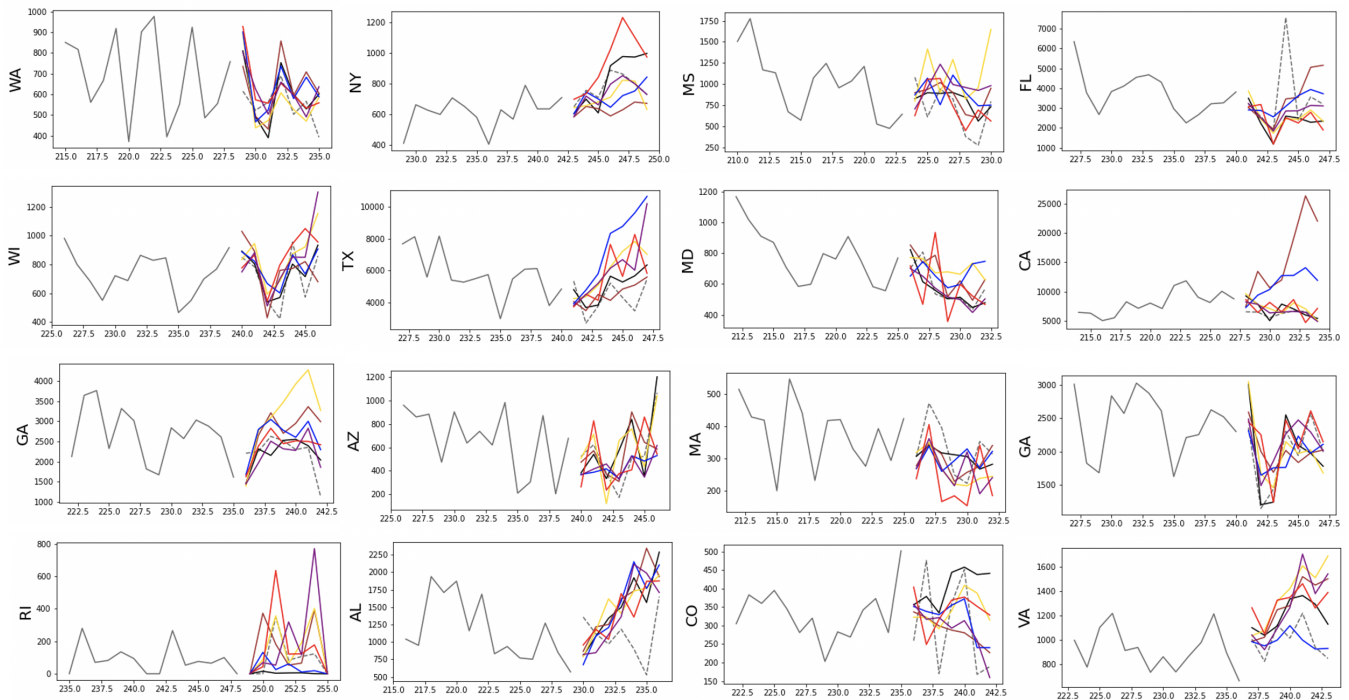 WA
1000
900
800
700
600
500
400
215.0 217.5 220.0 222.5 225.0 227.5 230.0 232.5 235.0
NY
1200
1000
800
600
400
230.0 232.5 235.0 237.5 240.0 242.5 245.0 247.5 250.0
MS
1750
1500
1250
1000
750
500
250
210.0 212.5 215.0 217.5 220.0 222.5 225.0 227.5 230.0
FL
8000
7000
6000
5000
4000
3000
2000
1000
227.5 230.0 232.5 235.0 237.5 240.0 242.5 245.0 247.5
WI
1200
1000
800
600
400
225.0 227.5 230.0 232.5 235.0 237.5 240.0 242.5 245.0
TX
10000
8000
6000
4000
227.5 230.0 232.5 235.0 237.5 240.0 242.5 245.0 247.5
MD
1200
1000
800
600
400
212.5 215.0 217.5 220.0 222.5 225.0 227.5 230.0 232.5
CA
25000
20000
15000
10000
5000
215.0 217.5 220.0 222.5 225.0 227.5 230.0 232.5 235.0
GA
4000
3500
3000
2500
2000
1500
1000
222.5 225.0 227.5 230.0 232.5 235.0 237.5 240.0 242.5
AZ
1200
1000
800
600
400
200
225.0 227.5 230.0 232.5 235.0 237.5 240.0 242.5 245.0
MA
500
400
300
200
212.5 215.0 217.5 220.0 222.5 225.0 227.5 230.0 232.5
GA
3000
2500
2000
1500
227.5 230.0 232.5 235.0 237.5 240.0 242.5 245.0 247.5
RI
800
600
400
200
0
235.0 237.5 240.0 242.5 245.0 247.5 250.0 252.5 255.0
AL
2250
2000
1750
1500
1250
1000
750
500
215.0 217.5 220.0 222.5 225.0 227.5 230.0 232.5 235.0
CO
500
450
400
350
300
250
200
150
222.5 225.0 227.5 230.0 232.5 235.0 237.5 240.0 242.5
VA
1600
1400
1200
1000
800
222.5 225.0 227.5 230.0 232.5 235.0 237.5 240.0 242.5